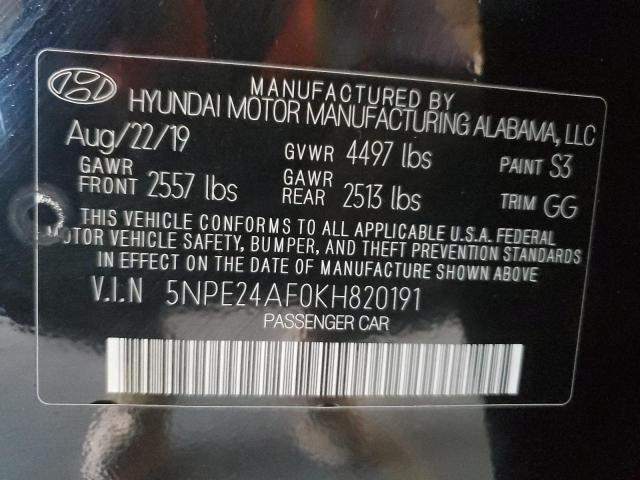 MANUFACTURED BY
HYUNDAI MOTOR MANUFACTURING ALABAMA, LLC
Aug/22/19 GVWR 4497 lbs PAINT S3
GAWR FRONT 2557 lbs GAWR REAR 2513 lbs TRIM GG
THIS VEHICLE CONFORMS TO ALL APPLICABLE U.S.A. FEDERAL
MOTOR VEHICLE SAFETY, BUMPER, AND THEFT PREVENTION STANDARDS
IN EFFECT ON THE DATE OF MANUFACTURE SHOWN ABOVE
V.I.N 5NPE24AF0KH820191
PASSENGER CAR